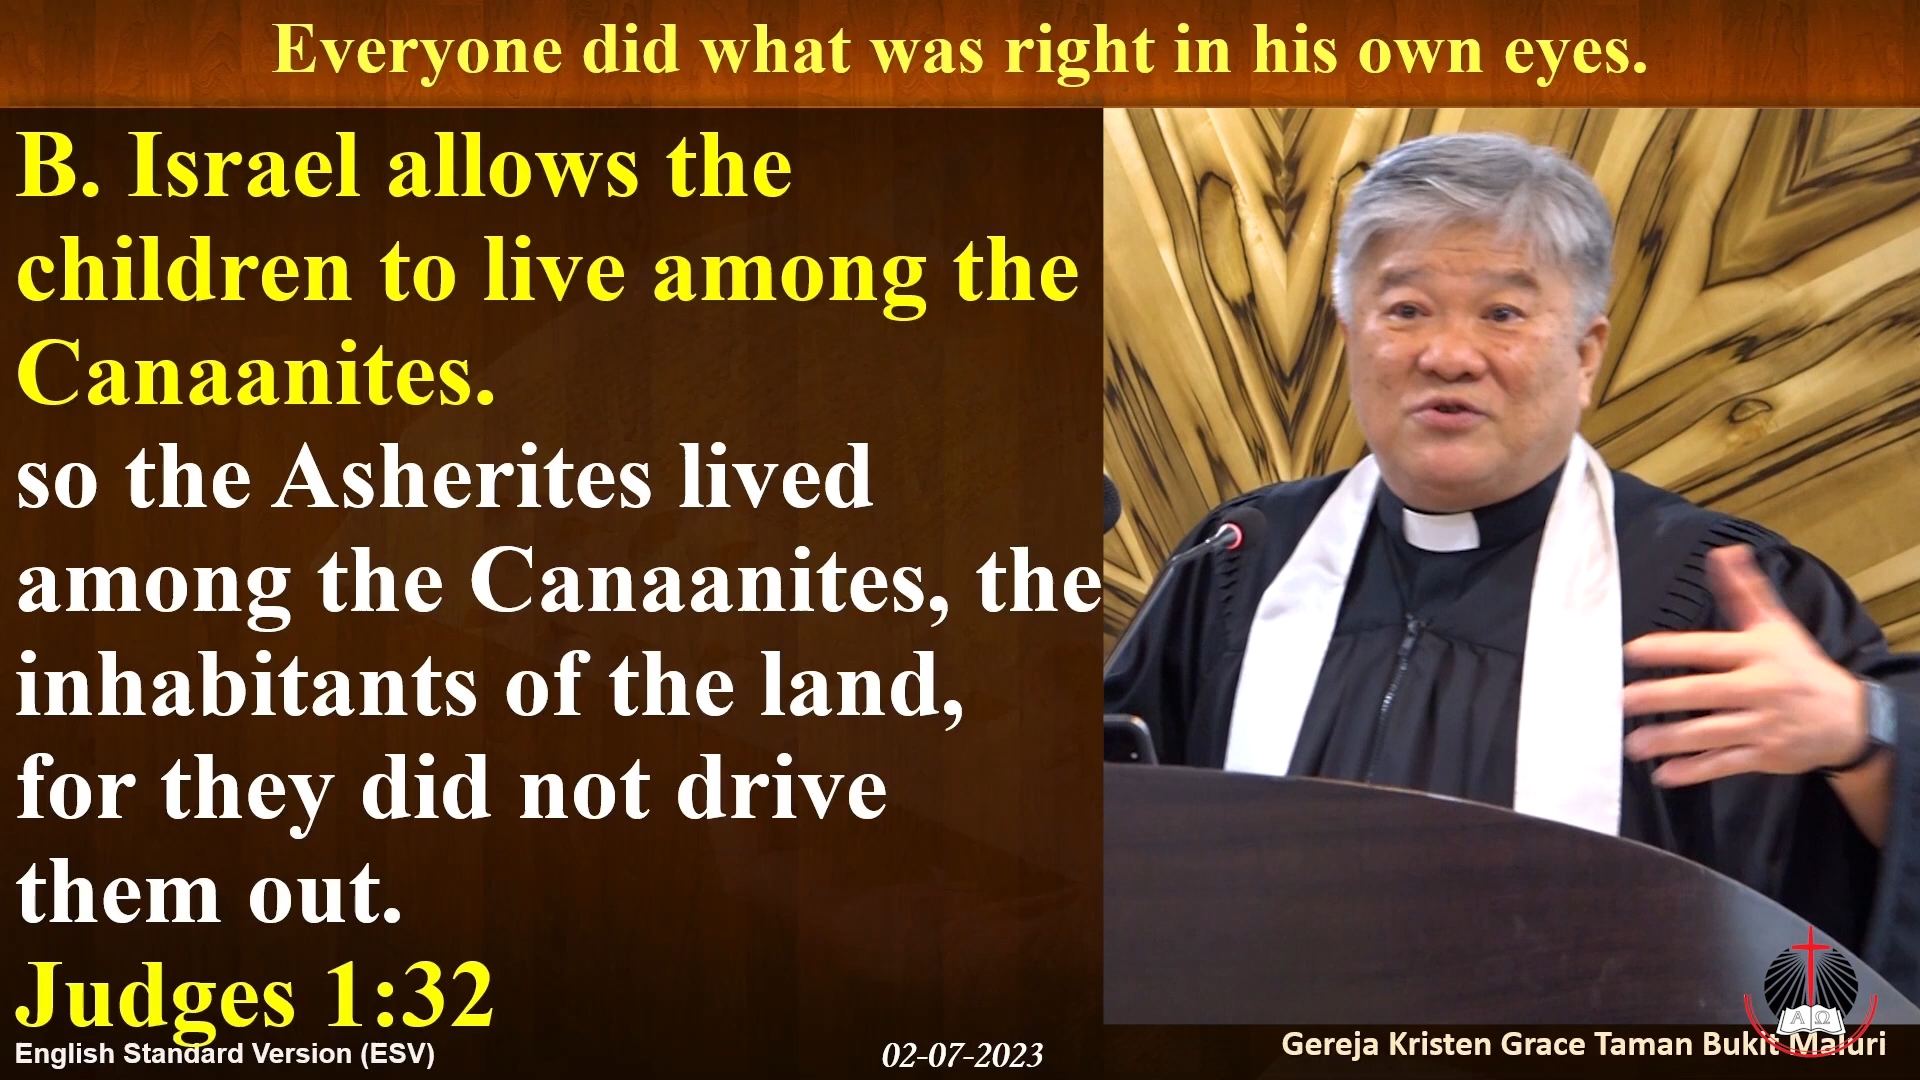 Everyone did what was right in his own eyes.
B. Israel allows the
children to live among the
Canaanites.
so the Asherites lived
among the Canaanites, the
inhabitants of the land,
for they did not drive
them out.
Judges 1:32
English Standard Version (ESV)
02-07-2023
Α Ω
Gereja Kristen Grace Taman Bukit Maluri